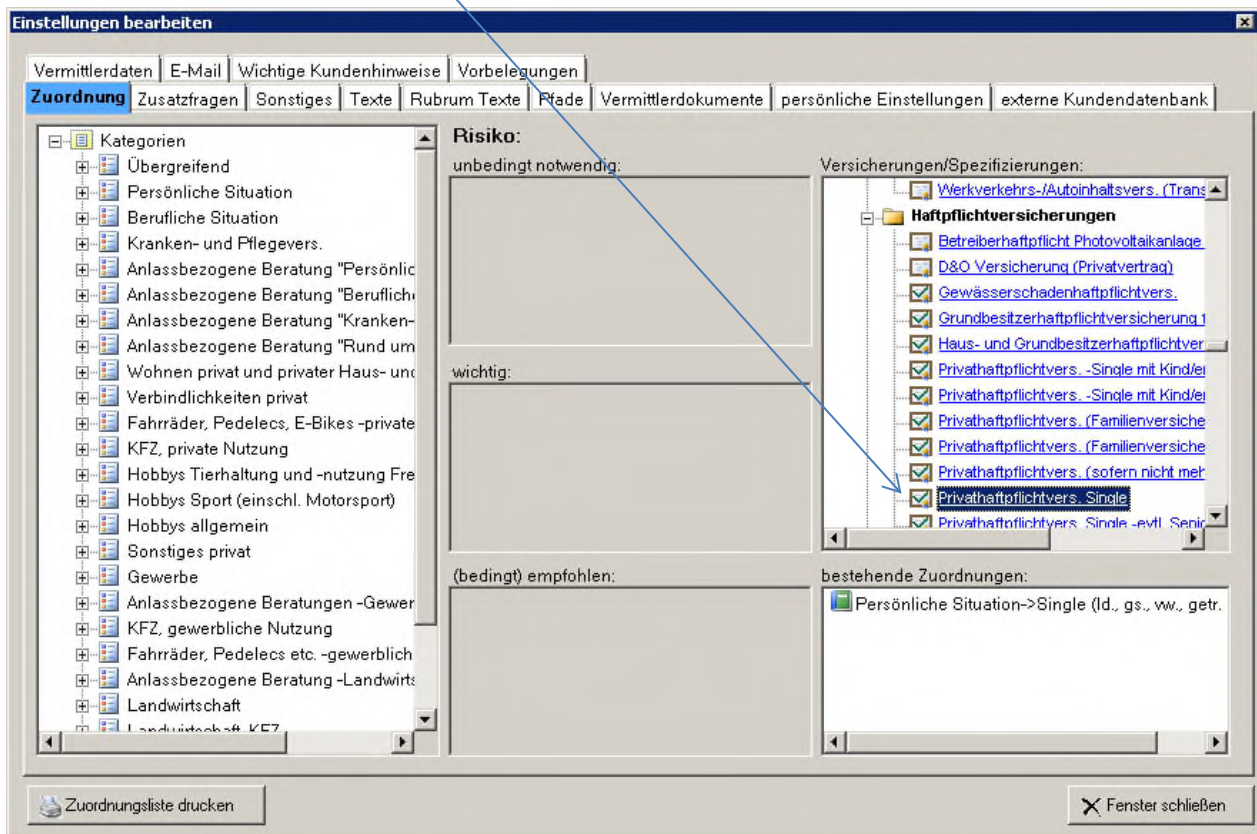 Einstellungen bearbeiten
Vermittlerdaten E-Mail Wichtige Kundenhinweise Vorbelegungen
Zuordnung Zusatzfragen Sonstiges Texte Rubrum Texte Pfade Vermittlerdokumente persönliche Einstellungen externe Kundendatenbank
Kategorien
Übergreifend
Persönliche Situation
Berufliche Situation
Kranken- und Pflegevers.
Anlassbezogene Beratung "Persönlic
Anlassbezogene Beratung "Berufliche
Anlassbezogene Beratung "Kranken-
Anlassbezogene Beratung "Rund um
Wohnen privat und privater Haus- und
Verbindlichkeiten privat
Fahrräder, Pedelecs, E-Bikes -private
KFZ, private Nutzung
Hobbys Tierhaltung und -nutzung Fre
Hobbys Sport (einschl. Motorsport)
Hobbys allgemein
Sonstiges privat
Gewerbe
Anlassbezogene Beratungen -Gewer
KFZ, gewerbliche Nutzung
Fahrräder, Pedelecs etc. -gewerblich
Anlassbezogene Beratung -Landwirts
Landwirtschaft
Landwirtschaft KFZ
Risiko:
unbedingt notwendig:
wichtig:
(bedingt) empfohlen:
Versicherungen/Spezifizierungen:
Werkverkehrs-/Autoinhaltsvers. (Trans
Haftpflichtversicherungen
Betreiberhaftpflicht Photovoltaikanlage
D&O Versicherung (Privatvertrag)
Gewässerschadenhaftpflichtvers.
Grundbesitzerhaftpflichtversicherung f
Haus- und Grundbesitzerhaftpflichtver
Privathaftpflichtvers. -Single mit Kind/er
Privathaftpflichtvers. -Single mit Kind/er
Privathaftpflichtvers. (Familienversiche
Privathaftpflichtvers. (Familienversiche
Privathaftpflichtvers. (sofern nicht meh
Privathaftpflichtvers. Single
Privathaftpflichtvers. Single -evtl. Senio
bestehende Zuordnungen:
Persönliche Situation->Single (ld., gs., vw., getr.
Zuordnungsliste drucken
Fenster schließen